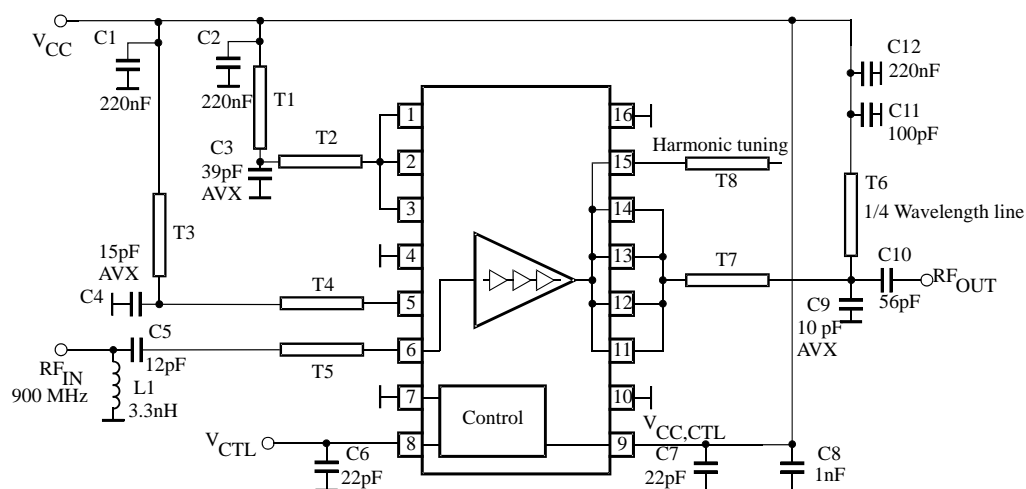 VCC
C1
220nF
C2
220nF
T1
C3
39pF
AVX
T2
T3
15pF
AVX
C4
T4
C5
12pF
T5
RFIN
900 MHz
L1
3.3nH
VCTL
C6
22pF
1
2
3
4
5
6
7
8
Control
16
15
14
13
12
11
10
9
Harmonic tuning
T8
T7
VCC,CTL
C7
22pF
C8
1nF
C12
220nF
C11
100pF
T6
1/4 Wavelength line
C10
56pF
RFOUT
C9
10 pF
AVX